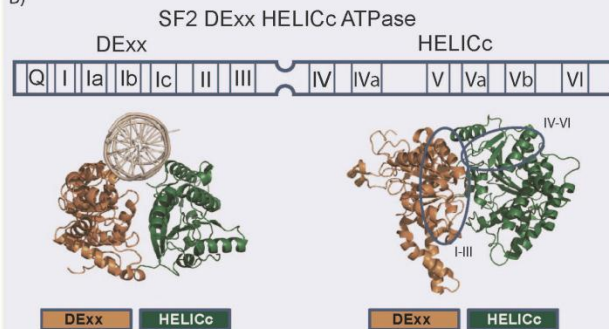 B)
SF2 DExx HELICc ATPase
DExx HELICc
Q I Ia Ib Ic II III IV IVa V Va Vb VI
IV-VI
I-III
DExx HELICc DExx HELICc